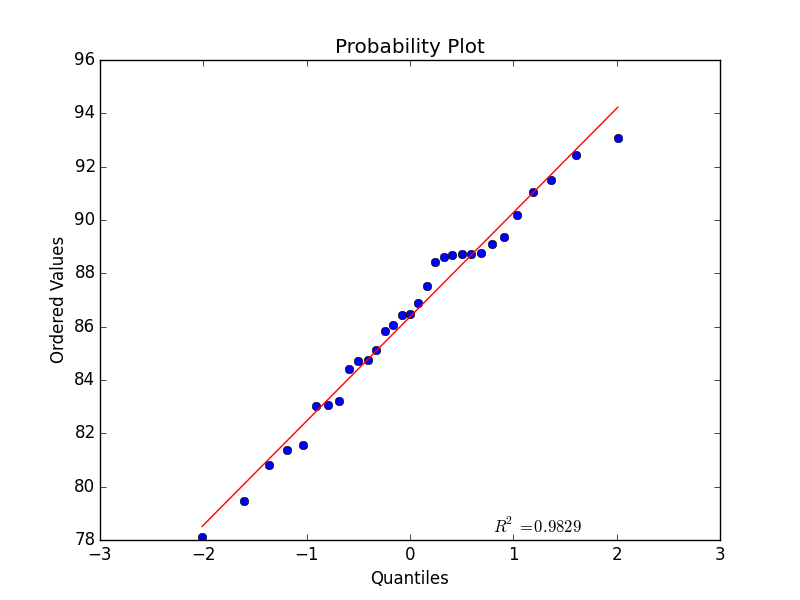 Probability Plot
Ordered Values
96
94
92
90
88
86
84
82
80
78
R² =0.9829
−3 −2 −1 0 1 2 3
Quantiles